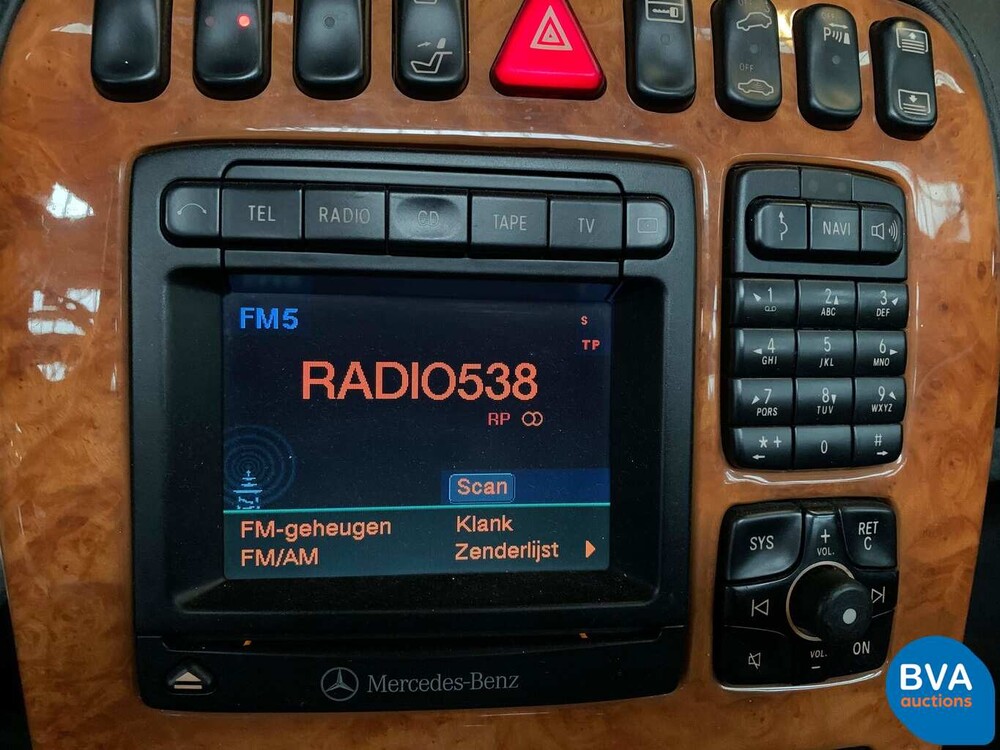 OFF
P
OFF
TEL RADIO CD TAPE TV
NAVI
FM5
S
TP
RADIO538
RP
Scan
FM-geheugen Klank
FM/AM Zenderlijst
1 2 ABC 3 DEF
4 GHI 5 JKL 6 MNO
7 PQRS 8 TUV 9 WXYZ
* + 0 #
SYS + VOL. RET C
VOL. - ON
Mercedes-Benz
BVA
auctions